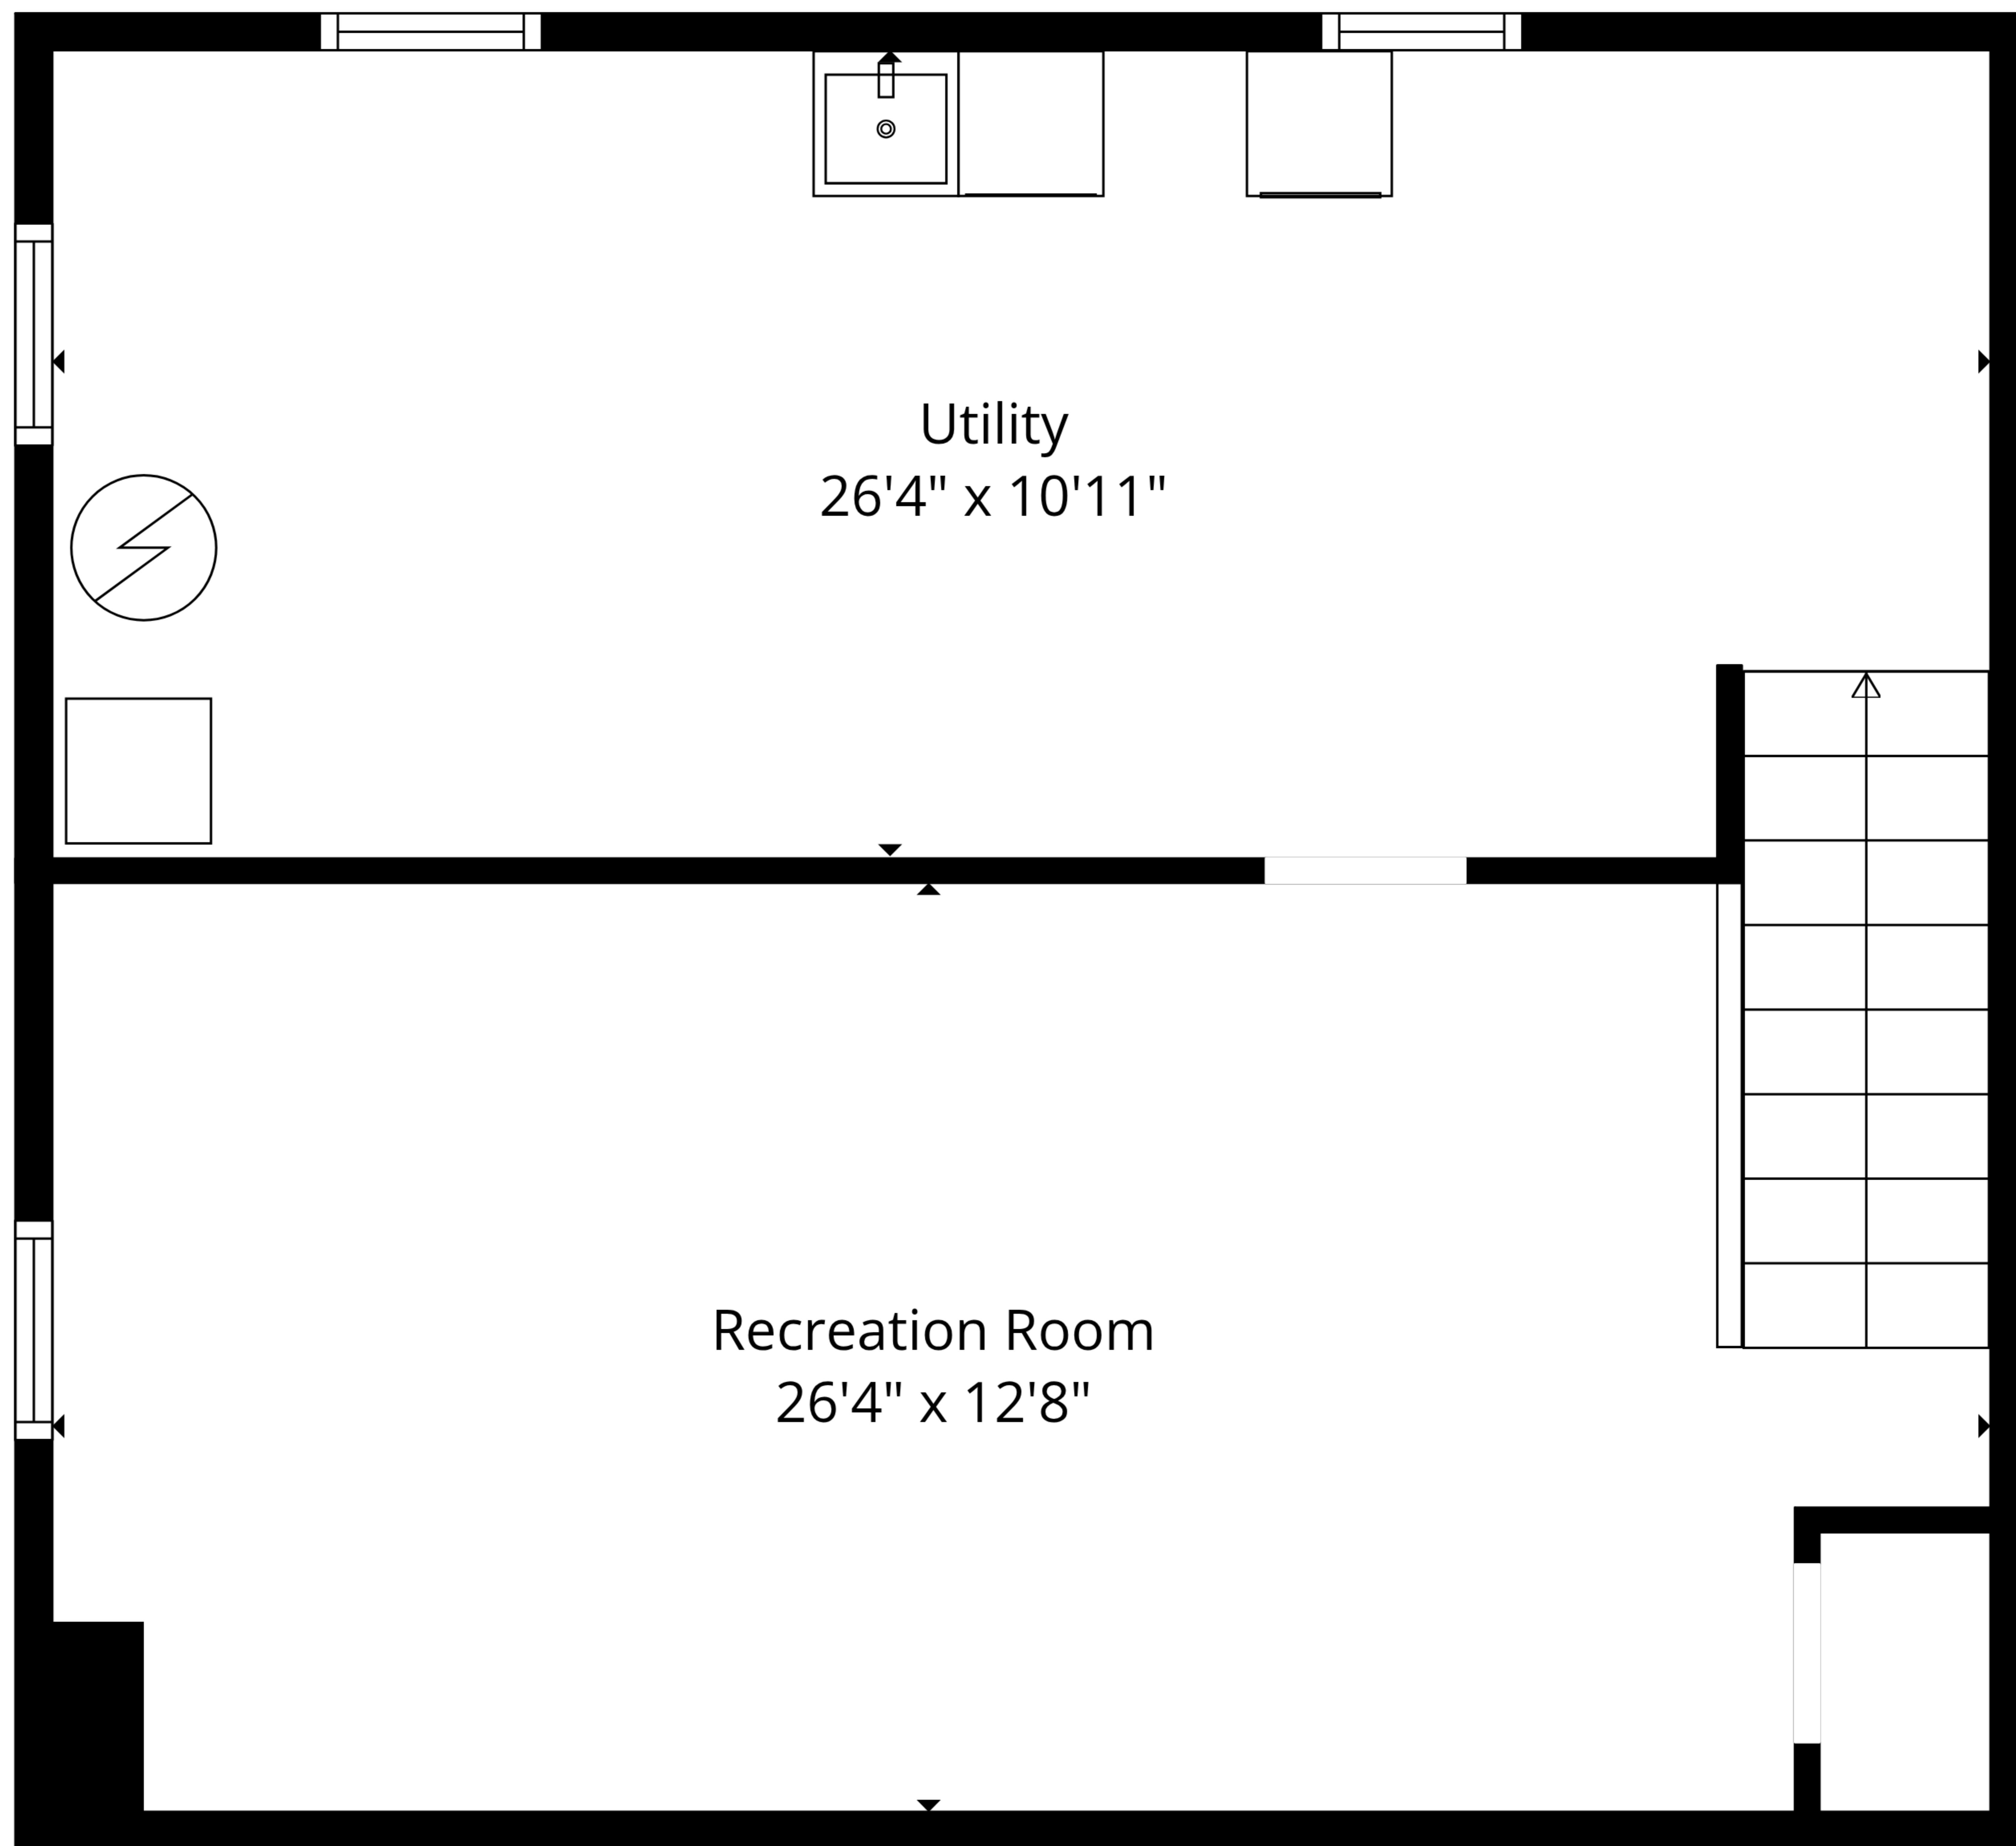 Utility
26'4" x 10'11"
Recreation Room
26'4" x 12'8"